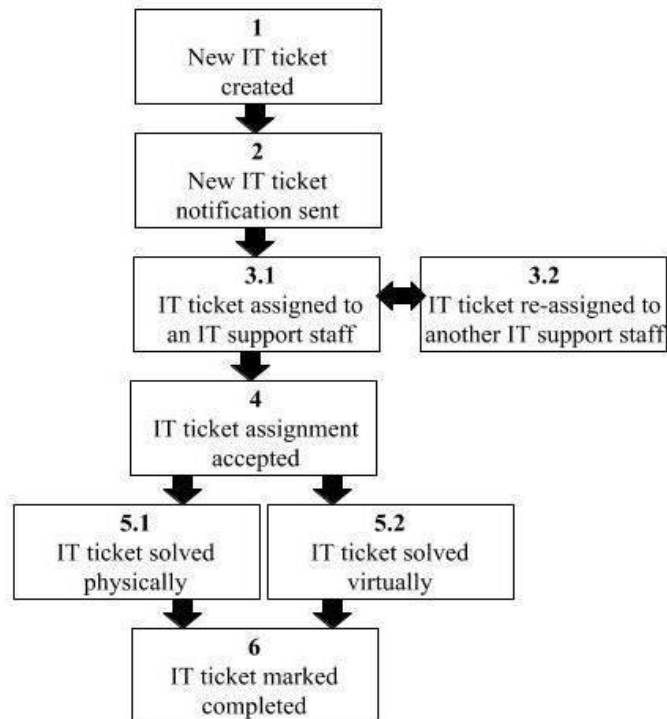 1
New IT ticket
created
2
New IT ticket
notification sent
3.1
IT ticket assigned to
an IT support staff
3.2
IT ticket re-assigned to
another IT support staff
4
IT ticket assignment
accepted
5.1
IT ticket solved
physically
5.2
IT ticket solved
virtually
6
IT ticket marked
completed